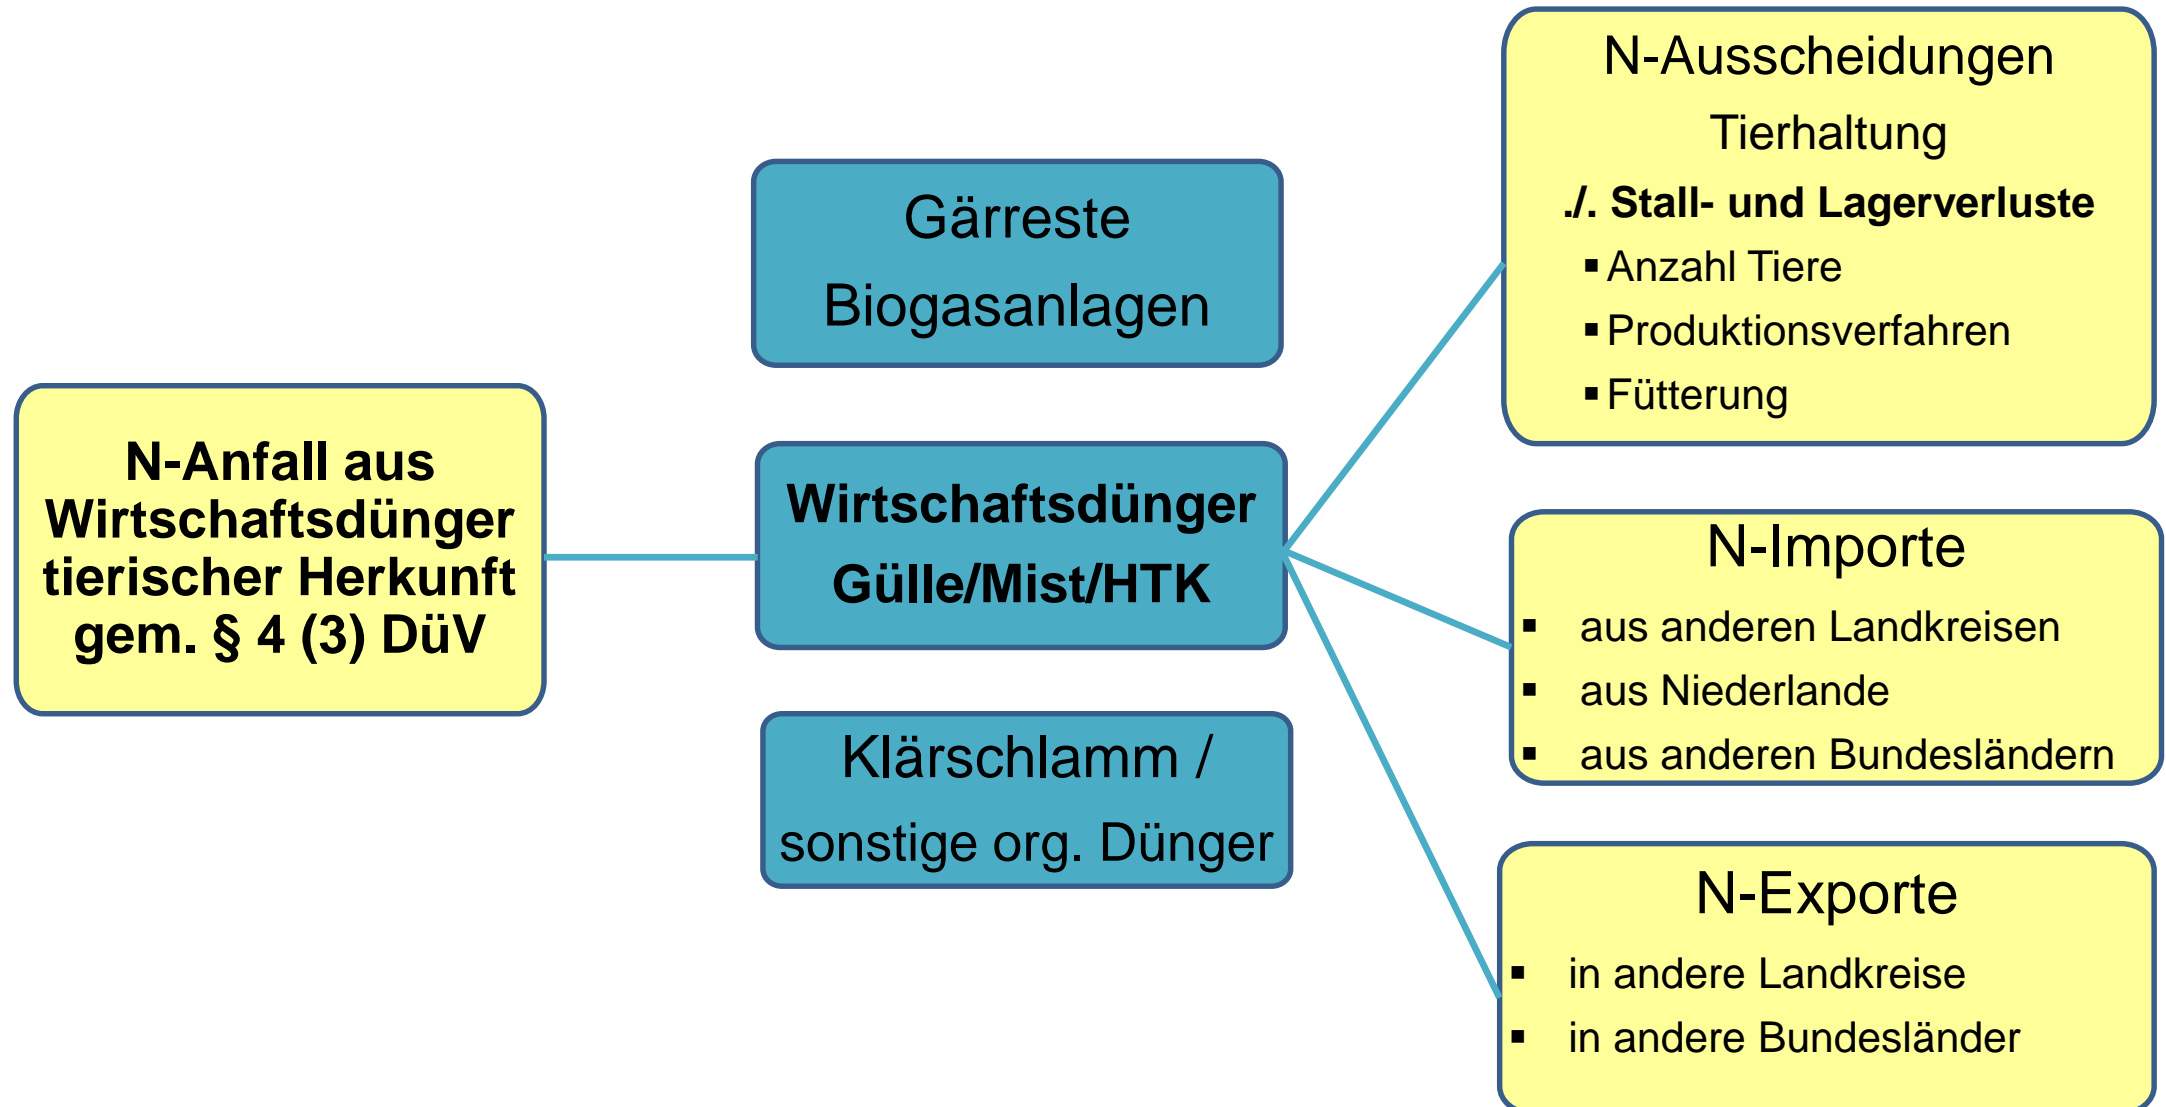 N-Anfall aus
Wirtschaftsdünger
tierischer Herkunft
gem. § 4 (3) DüV
Gärreste
Biogasanlagen
Wirtschaftsdünger
Gülle/Mist/HTK
Klärschlamm /
sonstige org. Dünger
N-Ausscheidungen
Tierhaltung
./. Stall- und Lagerverluste
▪ Anzahl Tiere
▪ Produktionsverfahren
▪ Fütterung
N-Importe
▪ aus anderen Landkreisen
▪ aus Niederlande
▪ aus anderen Bundesländern
N-Exporte
▪ in andere Landkreise
▪ in andere Bundesländer